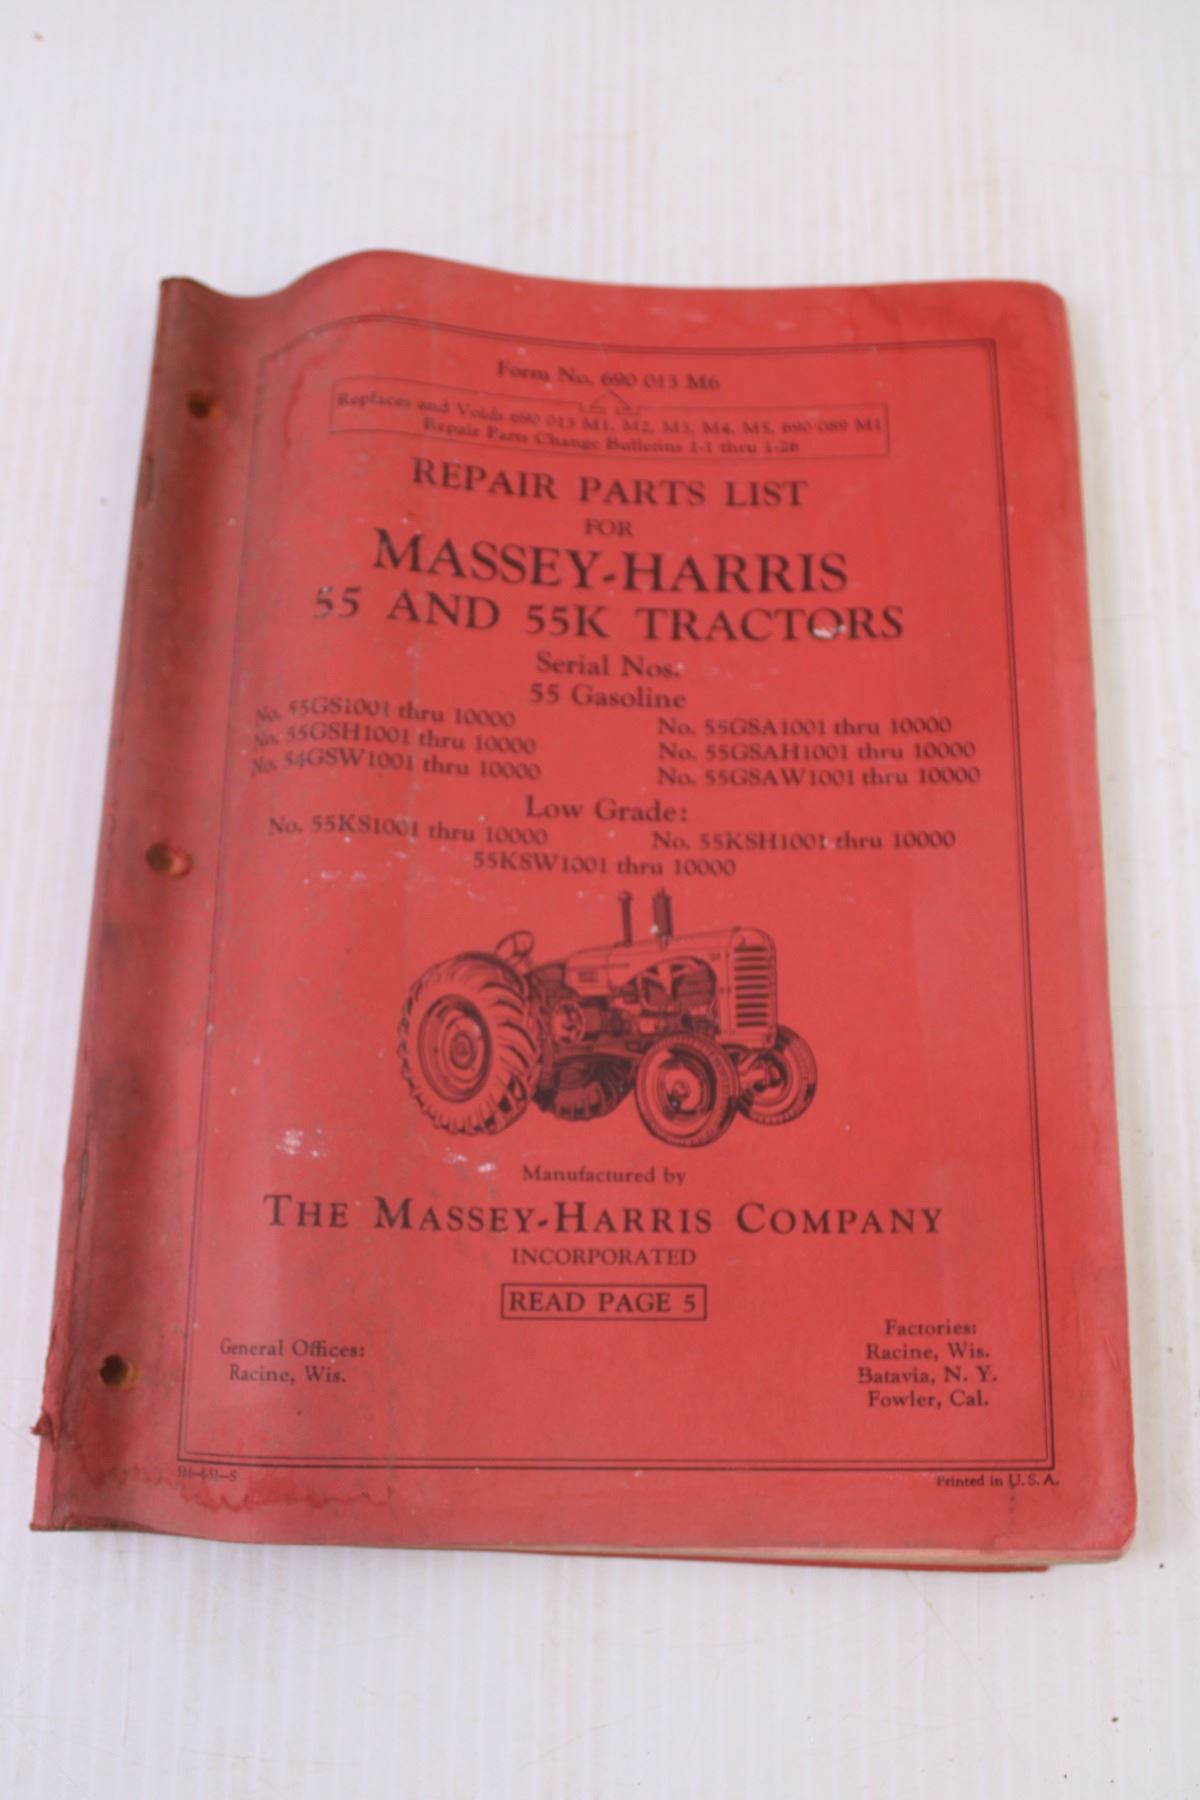 Form No. 690 013 M6
Replaces and Voids 690 013 M1, M2, M3, M4, M5, 690 089 M1
Repair Parts Change Bulletins 1-1 thru 1-26
REPAIR PARTS LIST
FOR
MASSEY-HARRIS
55 AND 55K TRACTORS
Serial Nos.
55 Gasoline
No. 55GS1001 thru 10000
No. 55GSH1001 thru 10000
No. 54GSW1001 thru 10000
No. 55GSA1001 thru 10000
No. 55GSAH1001 thru 10000
No. 55GSAW1001 thru 10000
Low Grade:
No. 55KS1001 thru 10000
No. 55KSH1001 thru 10000
55KSW1001 thru 10000
Manufactured by
THE MASSEY-HARRIS COMPANY
INCORPORATED
READ PAGE 5
General Offices:
Racine, Wis.
Factories:
Racine, Wis.
Batavia, N. Y.
Fowler, Cal.
Printed in U. S. A.